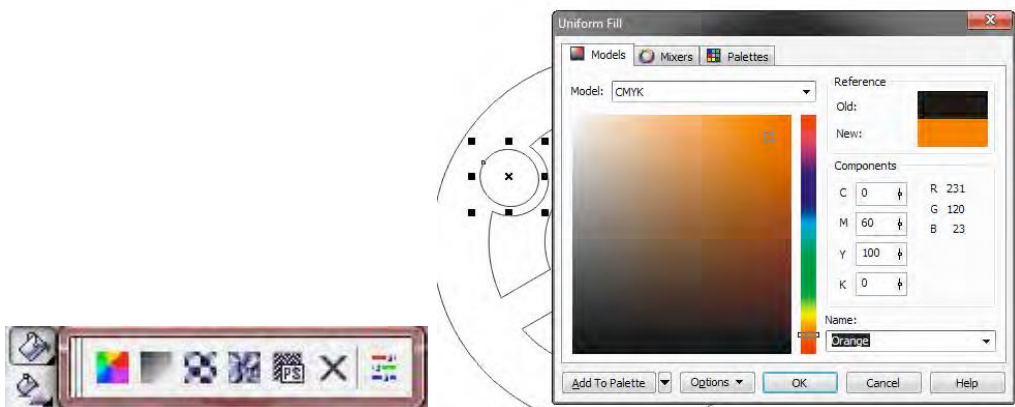 Uniform Fill
Models Mixers Palettes
Model: CMYK
Reference
Old:
New:
Components
C 0 R 231
G 120
M 60 B 23
Y 100
K 0
Name:
Orange
Add To Palette Options OK Cancel Help
PS